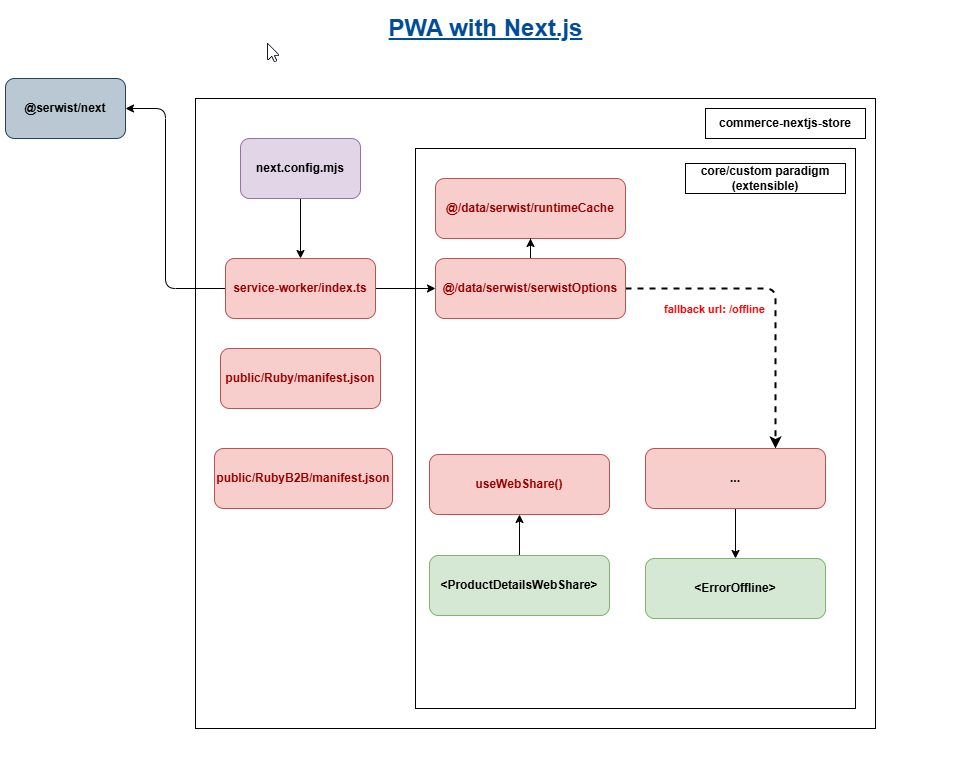 PWA with Next.js
@serwist/next
commerce-nextjs-store
next.config.mjs
core/custom paradigm
(extensible)
@/data/serwist/runtimeCache
service-worker/index.ts
@/data/serwist/serwistOptions
fallback url: /offline
public/Ruby/manifest.json
public/RubyB2B/manifest.json
useWebShare()
...
<ProductDetailsWebShare>
<ErrorOffline>